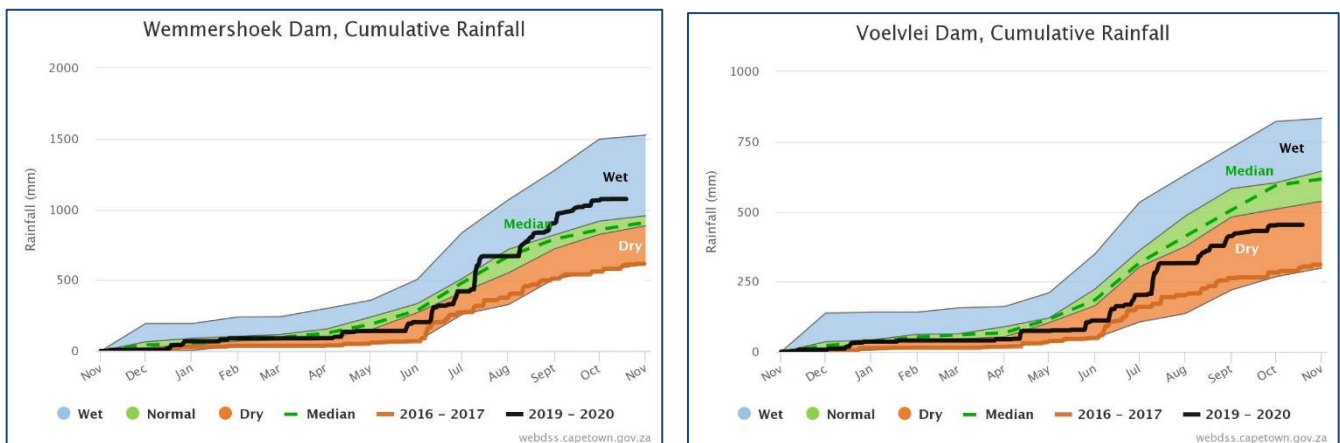 Wemmershoek Dam, Cumulative Rainfall
2000
1500
1000
500
0
Rainfall (mm)
Wet
Median
Dry
Nov Dec Jan Feb Mar Apr May Jun Jul Aug Sept Oct Nov
Wet Normal Dry Median 2016 – 2017 2019 – 2020
webdss.capetown.gov.za
Voelvlei Dam, Cumulative Rainfall
1000
750
500
250
0
Rainfall (mm)
Wet
Median
Dry
Nov Dec Jan Feb Mar Apr May Jun Jul Aug Sept Oct Nov
Wet Normal Dry Median 2016 – 2017 2019 – 2020
webdss.capetown.gov.za